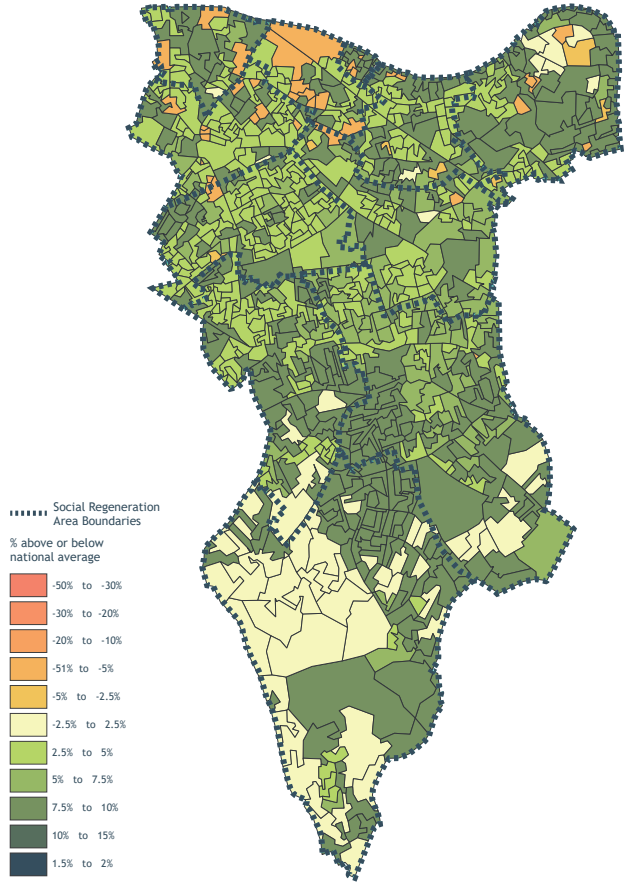 Social Regeneration
Area Boundaries
% above or below
national average
-50% to -30%
-30% to -20%
-20% to -10%
-51% to -5%
-5% to -2.5%
-2.5% to 2.5%
2.5% to 5%
5% to 7.5%
7.5% to 10%
10% to 15%
1.5% to 2%